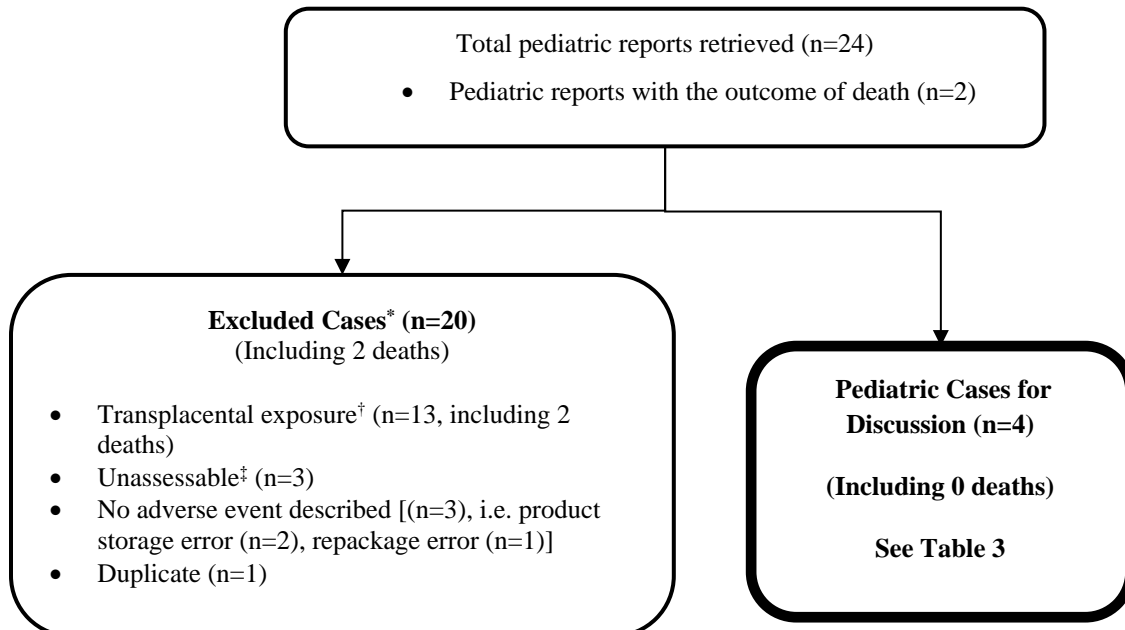 Total pediatric reports retrieved (n=24)
• Pediatric reports with the outcome of death (n=2)
Excluded Cases* (n=20)
(Including 2 deaths)
• Transplacental exposure† (n=13, including 2
deaths)
• Unassessable‡ (n=3)
• No adverse event described [(n=3), i.e. product
storage error (n=2), repackage error (n=1)]
• Duplicate (n=1)
Pediatric Cases for
Discussion (n=4)
(Including 0 deaths)
See Table 3